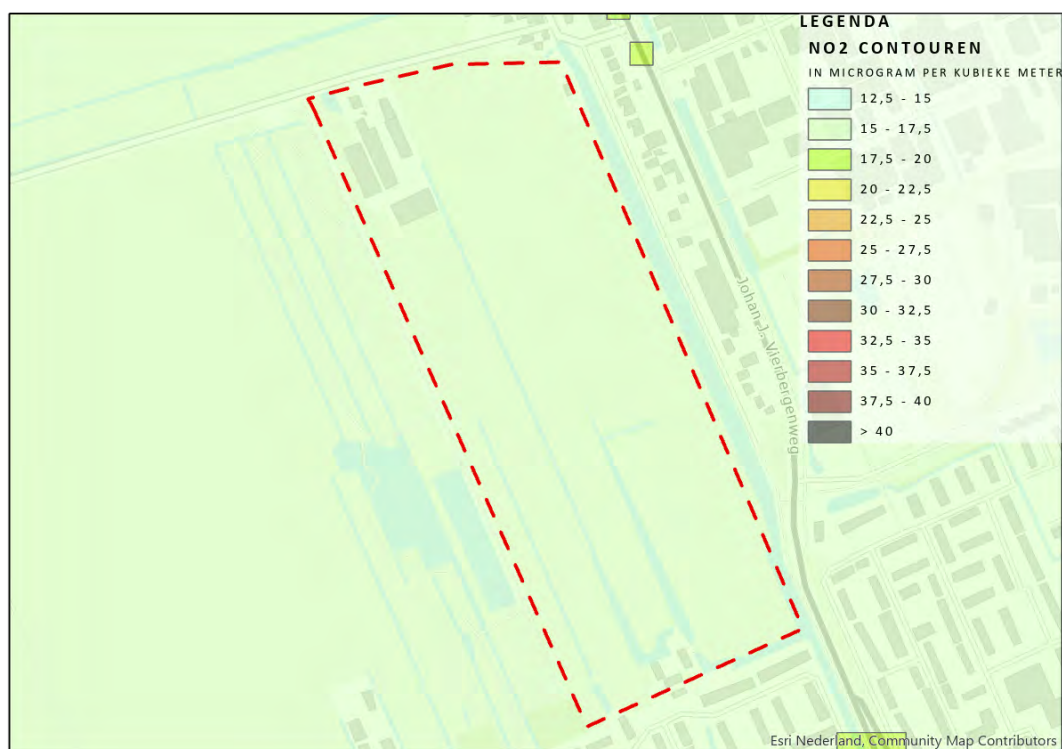 LEGENDA
NO2 CONTOUREN
IN MICROGRAM PER KUBIEKE METER
12,5 - 15
15 - 17,5
17,5 - 20
20 - 22,5
22,5 - 25
25 - 27,5
27,5 - 30
30 - 32,5
32,5 - 35
35 - 37,5
37,5 - 40
> 40
Johan J. Vierbergenweg
Esri Nederland, Community Map Contributors